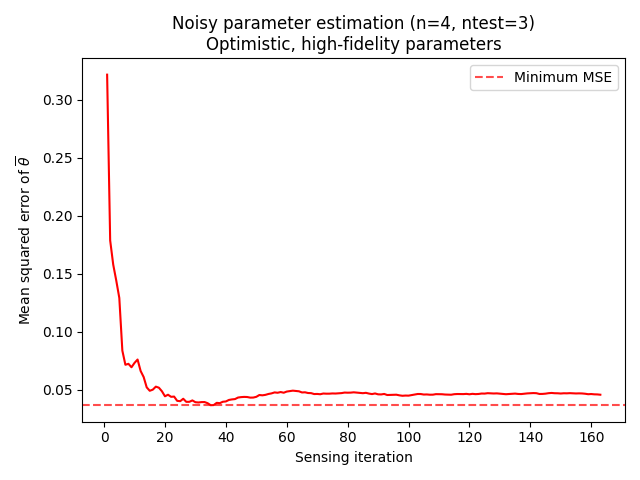 Noisy parameter estimation (n=4, ntest=3)
Optimistic, high-fidelity parameters
Minimum MSE
Mean squared error of $\overline{\theta}$
0.30
0.25
0.20
0.15
0.10
0.05
0 20 40 60 80 100 120 140 160
Sensing iteration